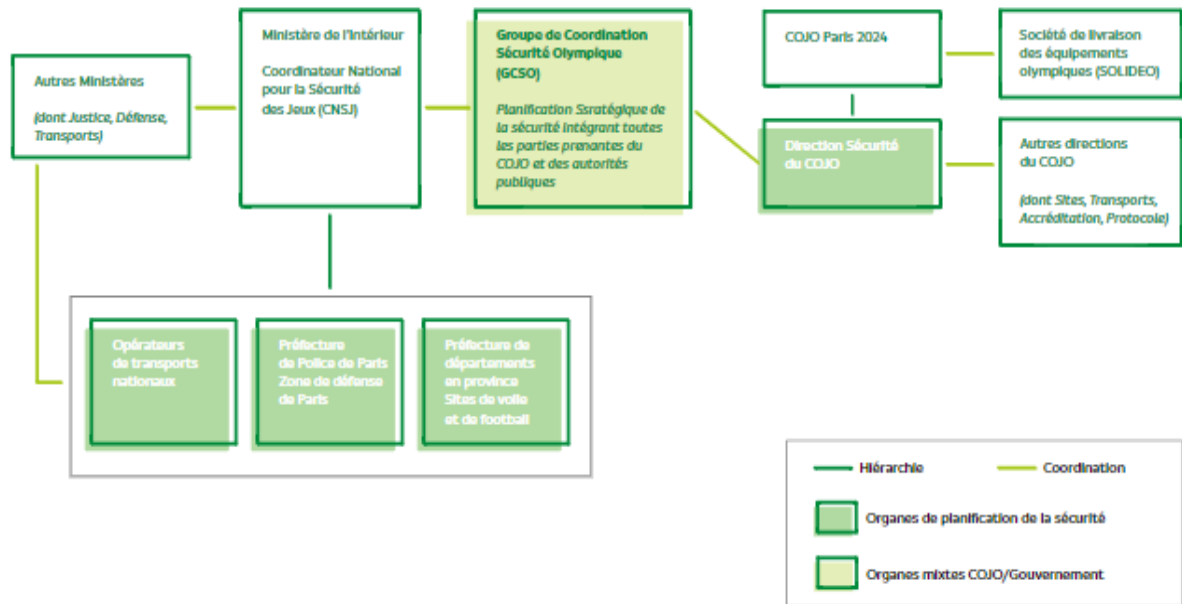 Autres Ministères
(dont Justice, Défense,
Transports)
Ministère de l'Intérieur
Coordinateur National
pour la Sécurité
des Jeux (CNSJ)
Groupe de Coordination
Sécurité Olympique
(GCSO)
Planification Ssratégique de
la sécurité intégrant toutes
les parties prenantes du
COJO et des autorités
publiques
COJO Paris 2024
Société de livraison
des équipements
olympiques (SOLIDEO)
Direction Sécurité
du COJO
Autres directions
du COJO
(dont Sites, Transports,
Accréditation, Protocole)
Opérateurs
de transports
nationaux
Préfecture
de Police de Paris
Zone de défense
de Paris
Préfecture de
départements
en province
Sites de voile
et de football
Hiérarchie
Coordination
Organes de planification de la sécurité
Organes mixtes COJO/Gouvernement